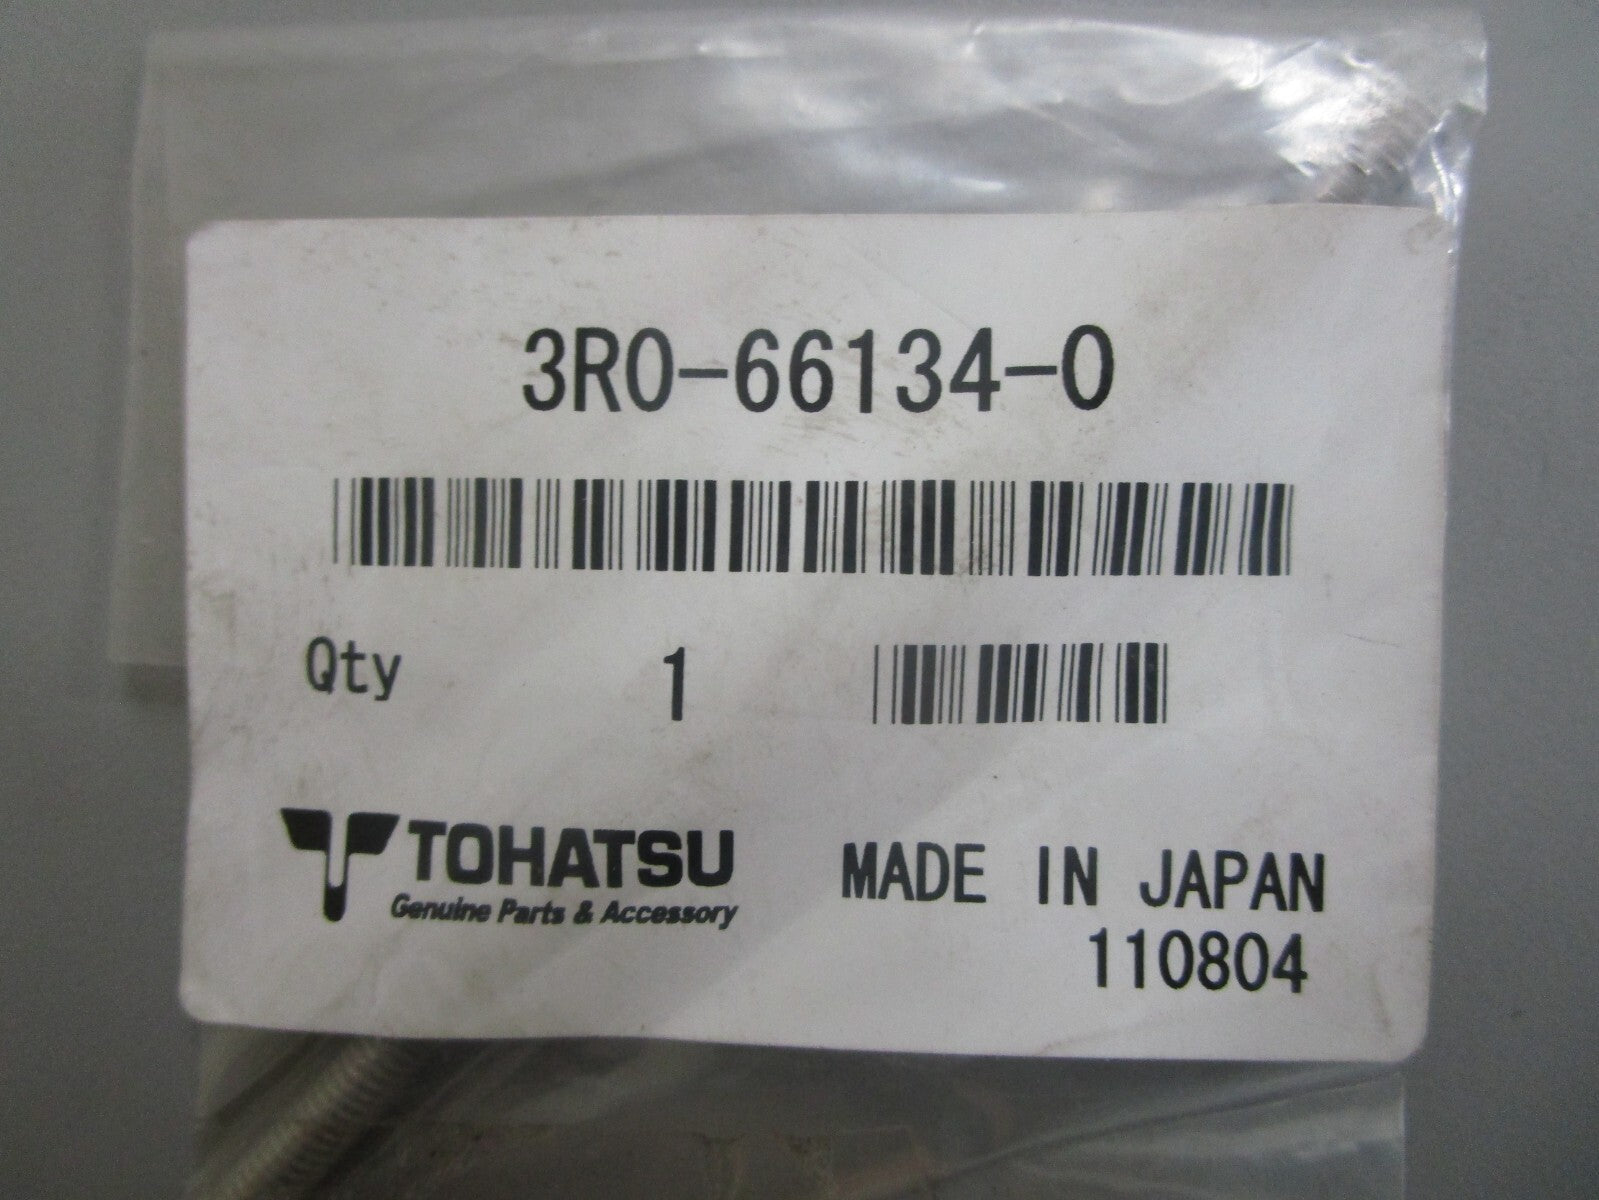 3R0-66134-0
Qty 1
TOHATSU
Genuine Parts & Accessory
MADE IN JAPAN
110804